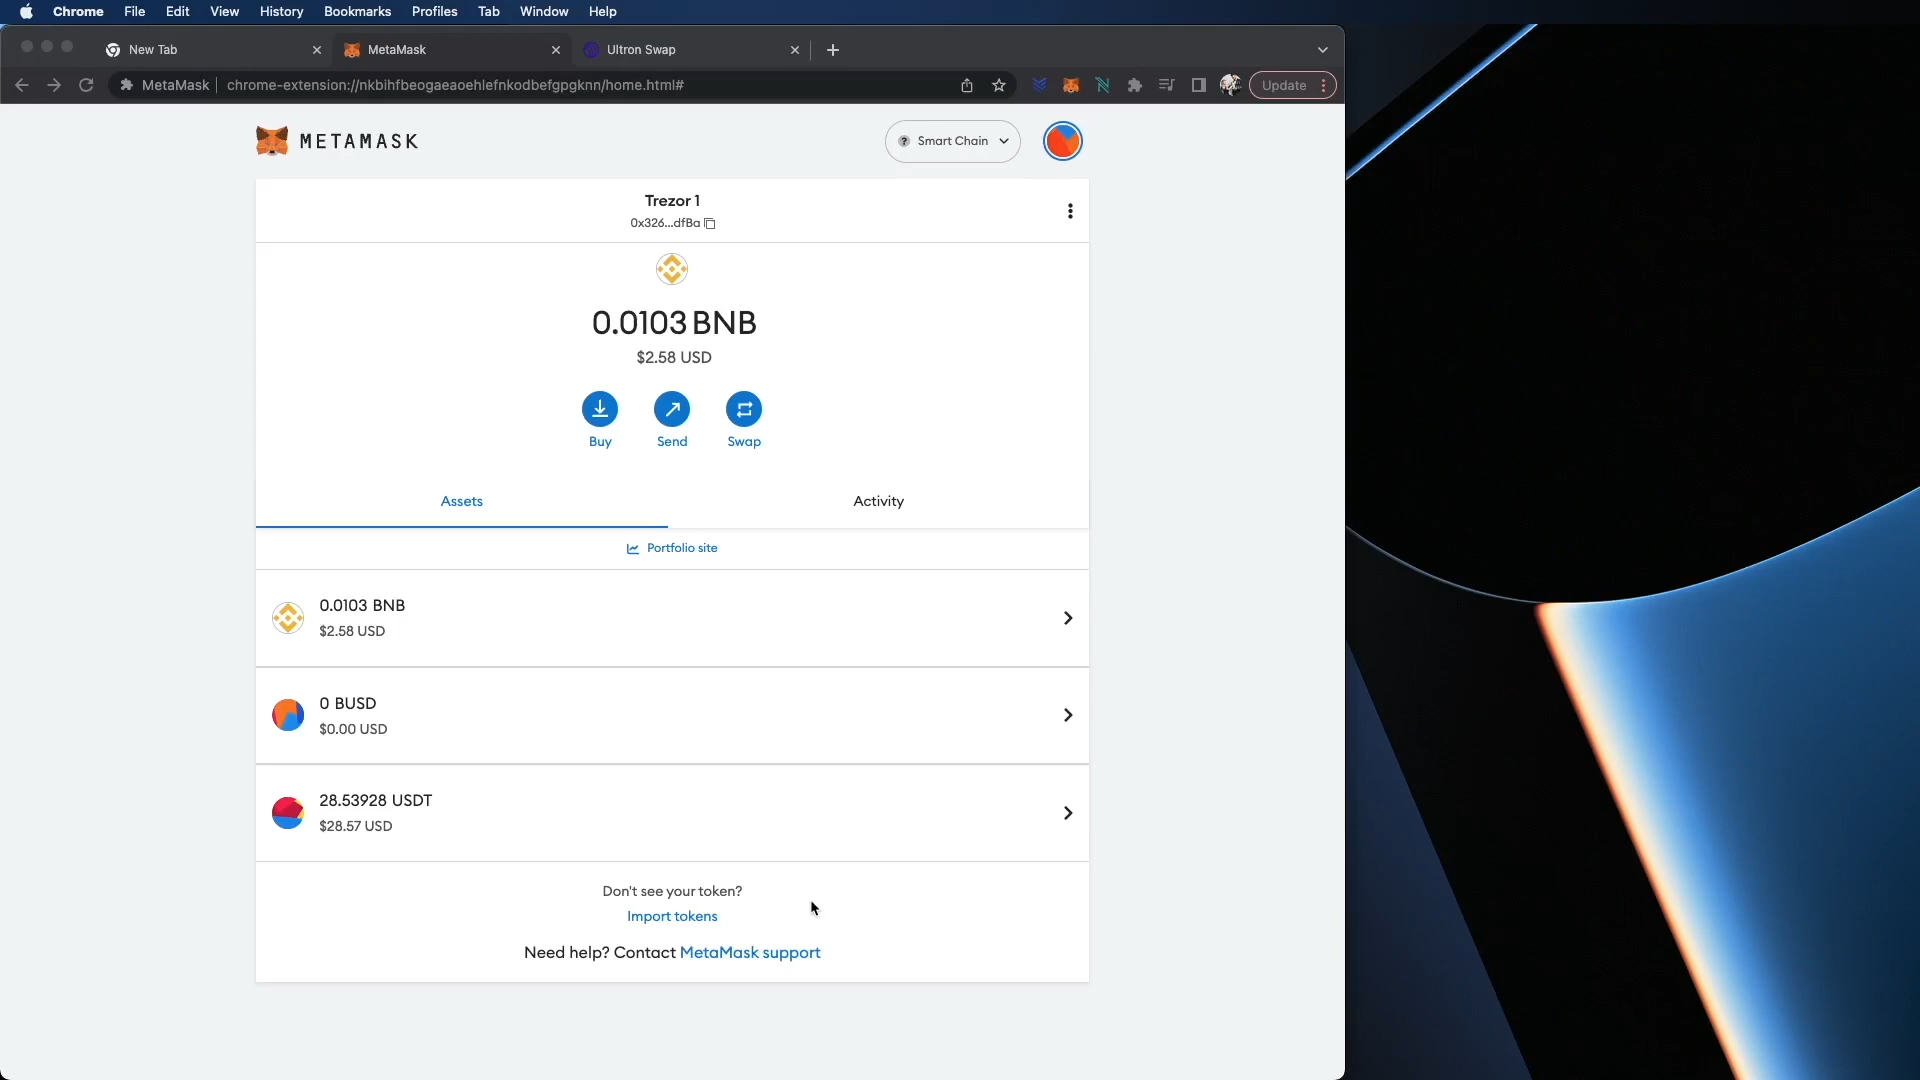 Chrome File Edit View History Bookmarks Profiles Tab Window Help
New Tab MetaMask Ultron Swap
MetaMask chrome-extension://nkbihfbeogaeaoehlefnkodbefgpgknn/home.html# Update
METAMASK ? Smart Chain
Trezor 1
0x326...dfBa
0.0103 BNB
$2.58 USD
Buy Send Swap
Assets Activity
Portfolio site
0.0103 BNB
$2.58 USD
0 BUSD
$0.00 USD
28.53928 USDT
$28.57 USD
Don't see your token?
Import tokens
Need help? Contact MetaMask support